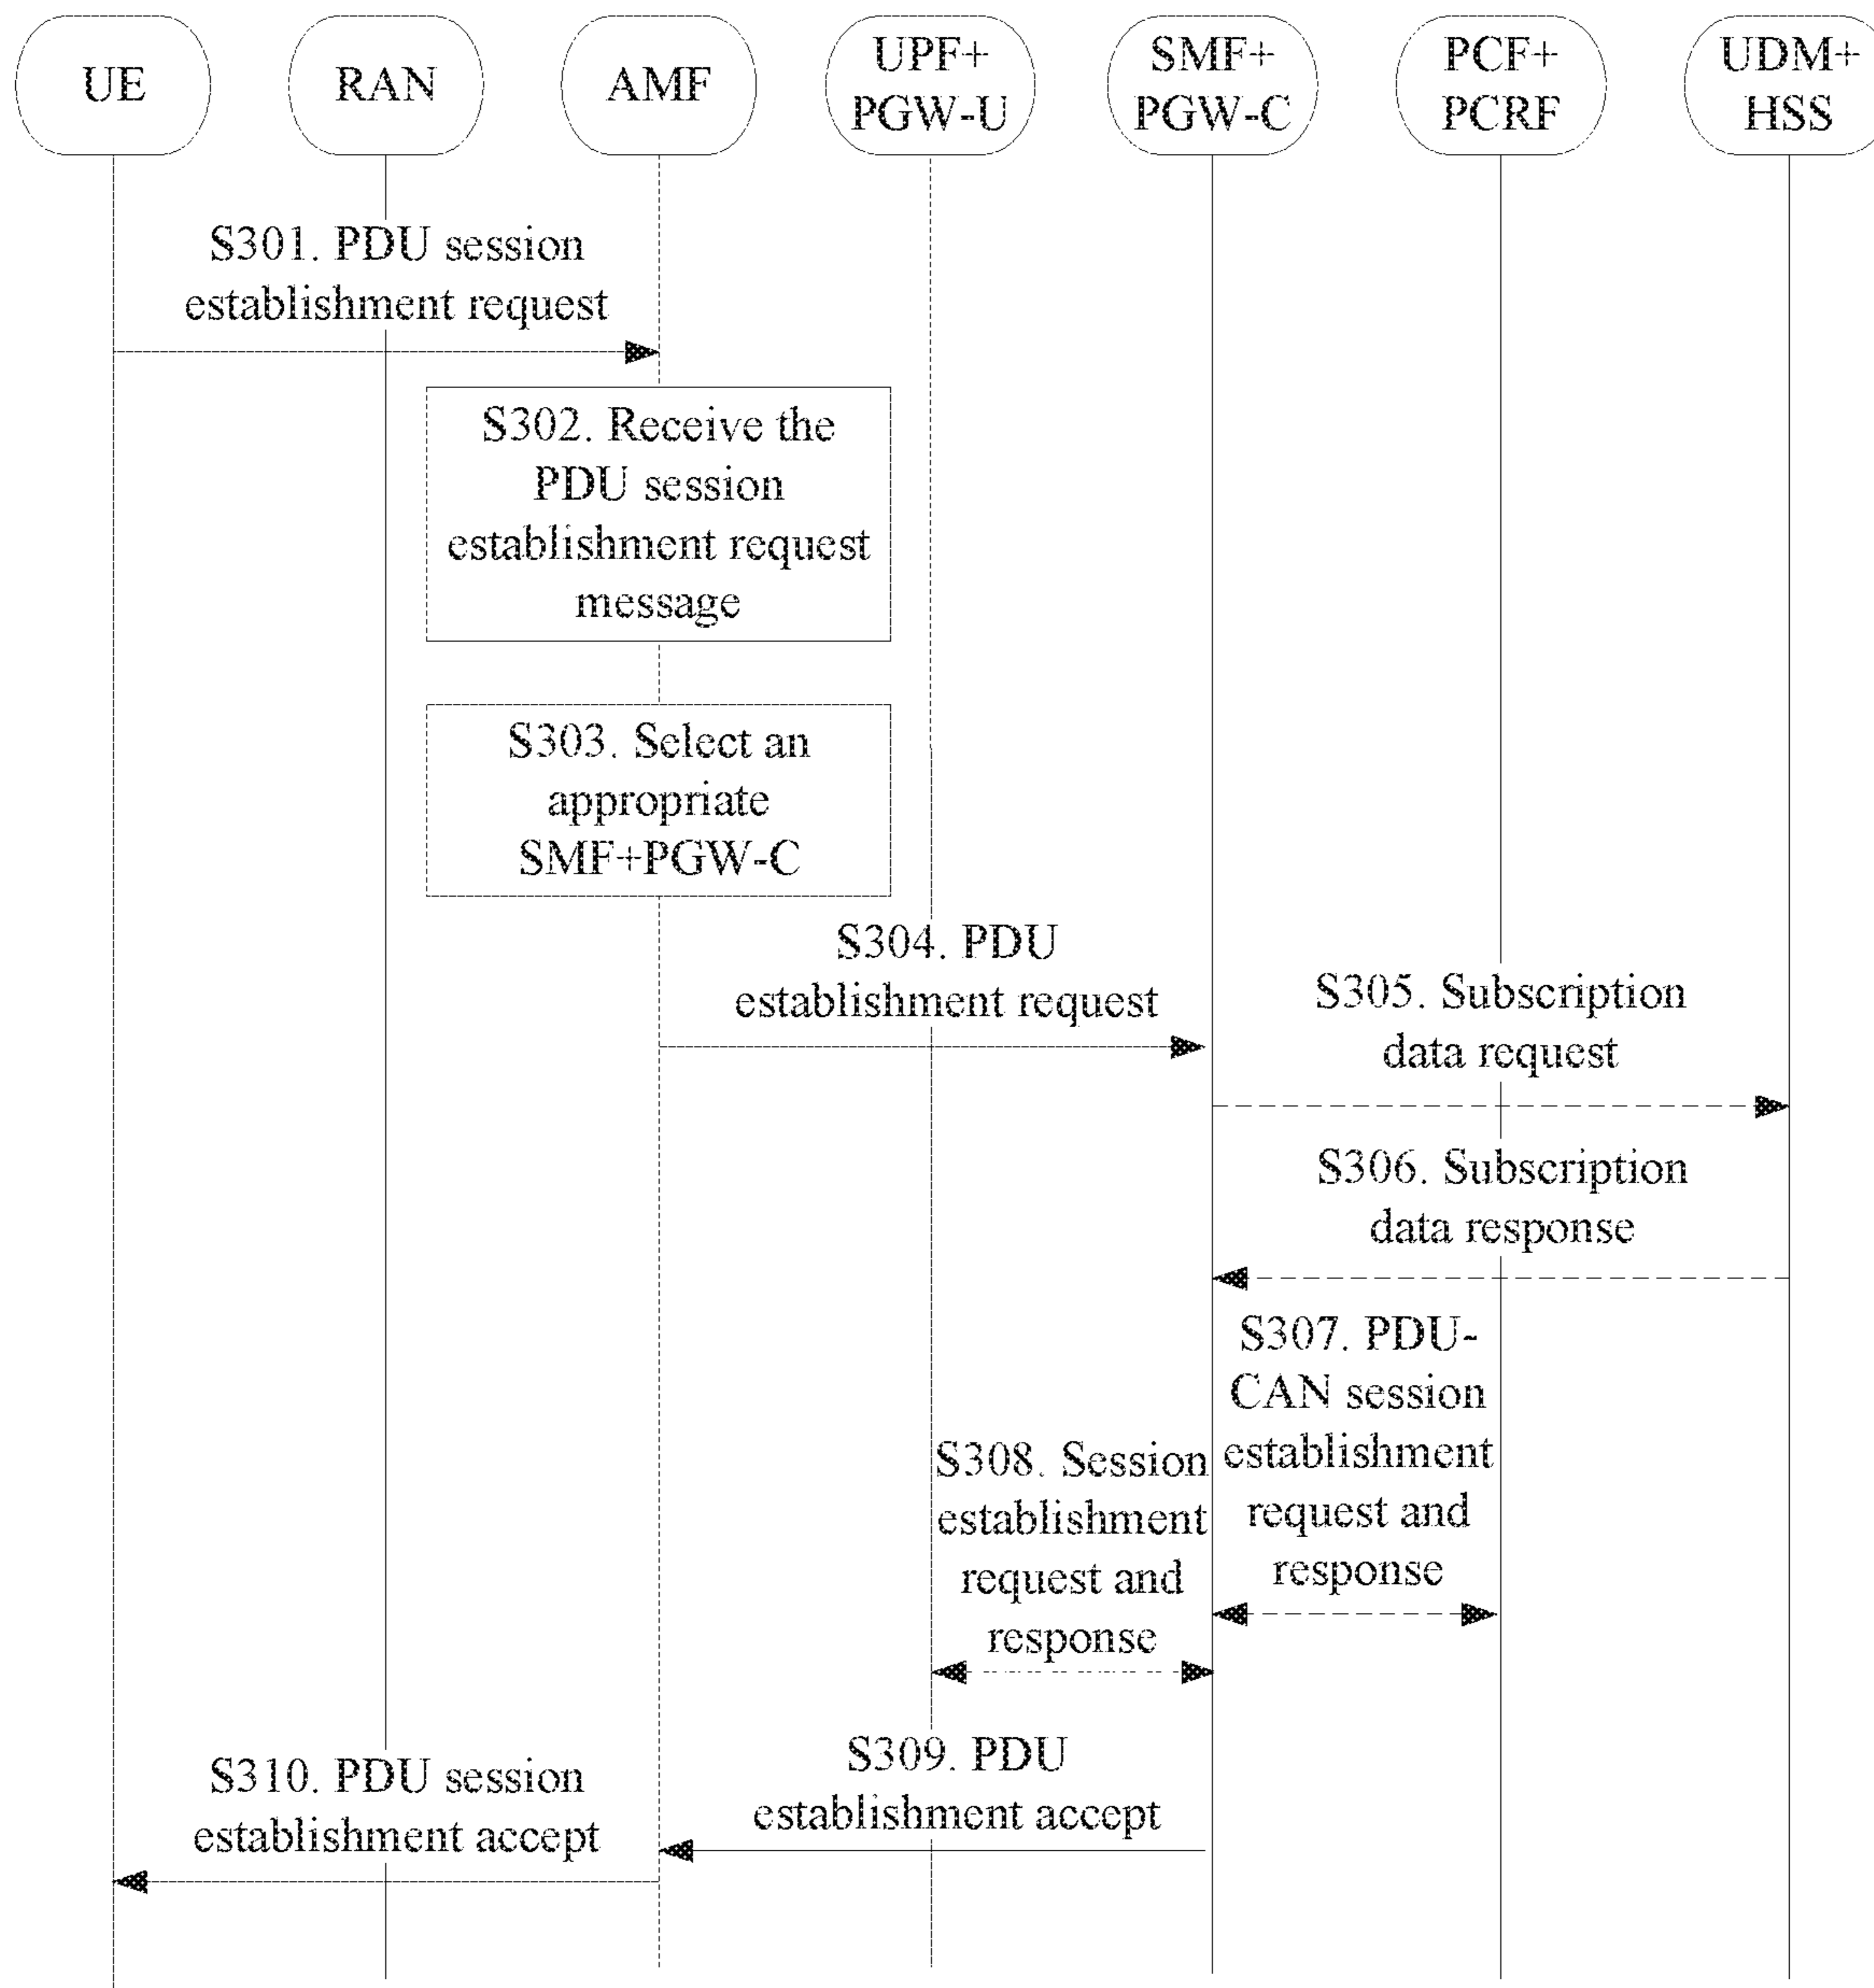 UE
RAN
AMF
UPF+
PGW-U
SMF+
PGW-C
PCF+
PCRF
UDM+
HSS
S301. PDU session
establishment request
S302. Receive the
PDU session
establishment request
message
S303. Select an
appropriate
SMF+PGW-C
S304. PDU
establishment request
S305. Subscription
data request
S306. Subscription
data response
S307. PDU-
CAN session
establishment
request and
response
S308. Session
establishment
request and
response
S309. PDU
establishment accept
S310. PDU session
establishment accept